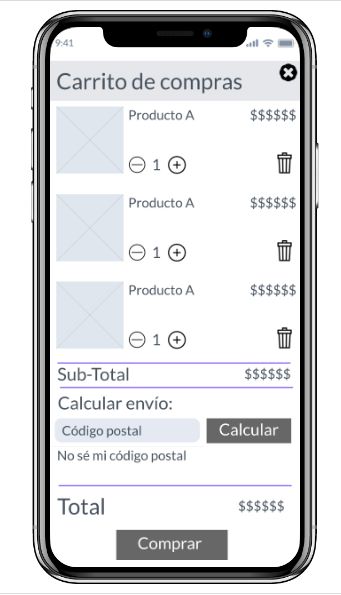 9:41
Carrito de compras
Producto A $$$$$$
1
Producto A $$$$$$
1
Producto A $$$$$$
1
Sub-Total $$$$$$
Calcular envío:
Código postal Calcular
No sé mi código postal
Total $$$$$$
Comprar